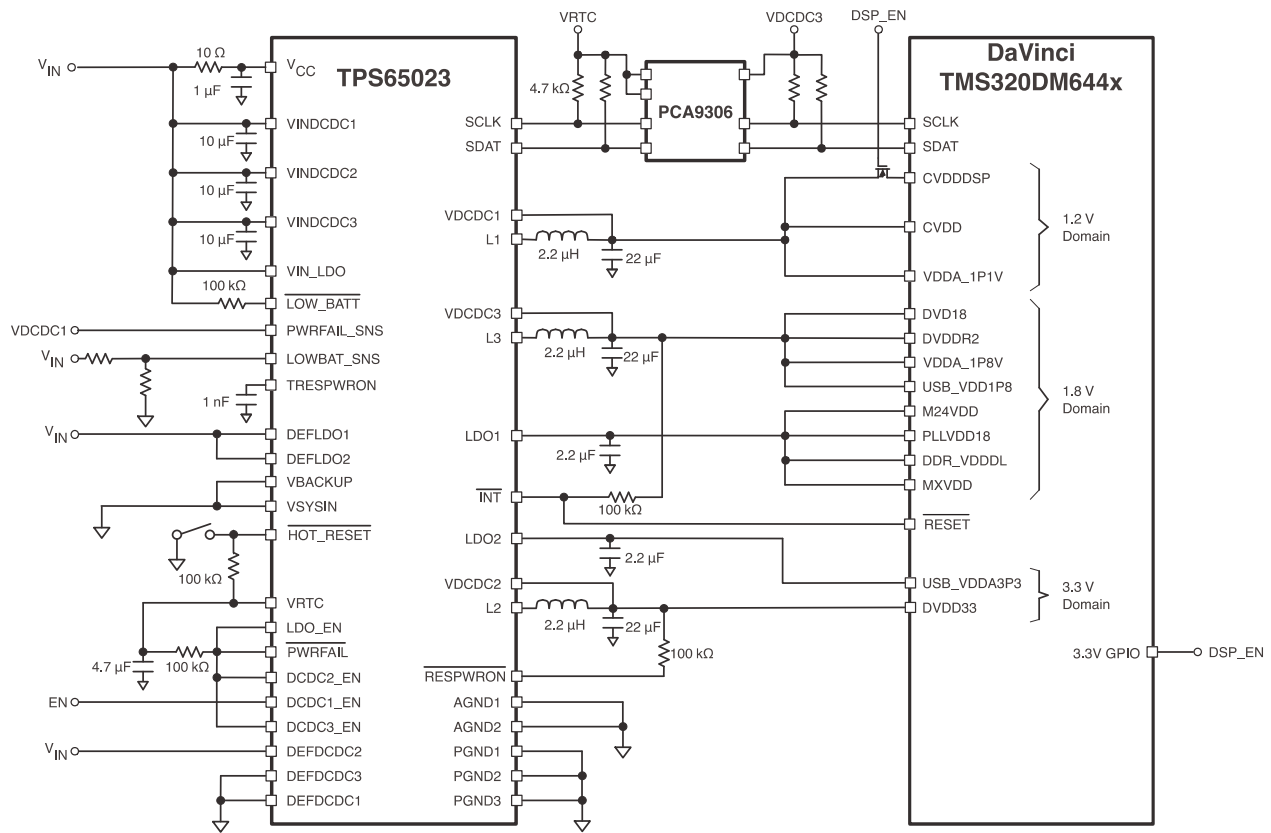 VRTC
VDCDC3
DSP_EN
VIN
10 Ω
1 µF
VCC
TPS65023
4.7 kΩ
PCA9306
DaVinci
TMS320DM644x
10 µF
VINDCDC1
SCLK
SCLK
SDAT
SDAT
10 µF
VINDCDC2
CVDDDSP
10 µF
VINDCDC3
VDCDC1
L1
2.2 µH
22 µF
CVDD
1.2 V
Domain
VIN_LDO
VDDA_1P1V
100 kΩ
LOW_BATT
VDCDC1
PWRFAIL_SNS
VDCDC3
L3
2.2 µH
22 µF
DVD18
DVDDR2
VIN
LOWBAT_SNS
VDDA_1P8V
TRESPWRON
1 nF
USB_VDD1P8
1.8 V
Domain
M24VDD
VIN
DEFLDO1
LDO1
2.2 µF
PLLVDD18
DEFLDO2
DDR_VDDDL
VBACKUP
MXVDD
VSYSIN
INT
100 kΩ
RESET
HOT_RESET
LDO2
2.2 µF
100 kΩ
VDCDC2
USB_VDDA3P3
3.3 V
Domain
VRTC
L2
2.2 µH
22 µF
DVDD33
LDO_EN
4.7 µF
100 kΩ
PWRFAIL
100 kΩ
3.3V GPIO
DSP_EN
DCDC2_EN
RESPWRON
EN
DCDC1_EN
AGND1
DCDC3_EN
AGND2
VIN
DEFDCDC2
PGND1
DEFDCDC3
PGND2
DEFDCDC1
PGND3